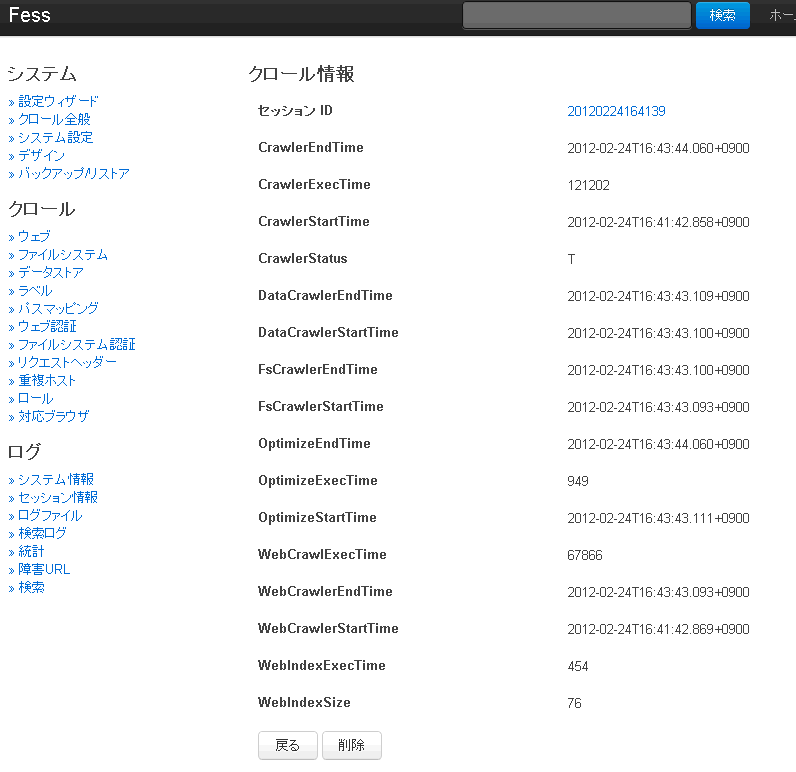 Fess 検索 ホー
システム
» 設定ウィザード
» クロール全般
» システム設定
» デザイン
» バックアップ/リストア
クロール
» ウェブ
» ファイルシステム
» データストア
» ラベル
» パスマッピング
» ウェブ認証
» ファイルシステム認証
» リクエストヘッダー
» 重複ホスト
» ロール
» 対応ブラウザ
ログ
» システム情報
» セッション情報
» ログファイル
» 検索ログ
» 統計
» 障害URL
» 検索
クロール情報
セッション ID 20120224164139
CrawlerEndTime 2012-02-24T16:43:44.060+0900
CrawlerExecTime 121202
CrawlerStartTime 2012-02-24T16:41:42.858+0900
CrawlerStatus T
DataCrawlerEndTime 2012-02-24T16:43:43.109+0900
DataCrawlerStartTime 2012-02-24T16:43:43.100+0900
FsCrawlerEndTime 2012-02-24T16:43:43.100+0900
FsCrawlerStartTime 2012-02-24T16:43:43.093+0900
OptimizeEndTime 2012-02-24T16:43:44.060+0900
OptimizeExecTime 949
OptimizeStartTime 2012-02-24T16:43:43.111+0900
WebCrawlExecTime 67866
WebCrawlerEndTime 2012-02-24T16:43:43.093+0900
WebCrawlerStartTime 2012-02-24T16:41:42.869+0900
WebIndexExecTime 454
WebIndexSize 76
戻る 削除